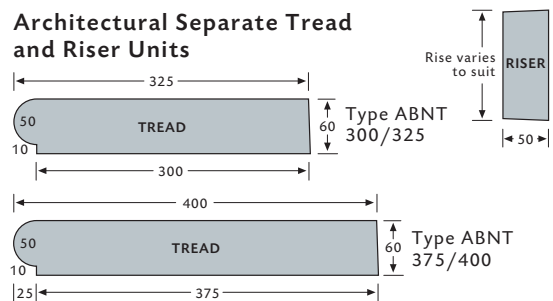 Architectural Separate Tread
and Riser Units
325
50
TREAD
60
10
300
Type ABNT
300/325
Rise varies
to suit
RISER
50
400
50
TREAD
60
10
25
375
Type ABNT
375/400